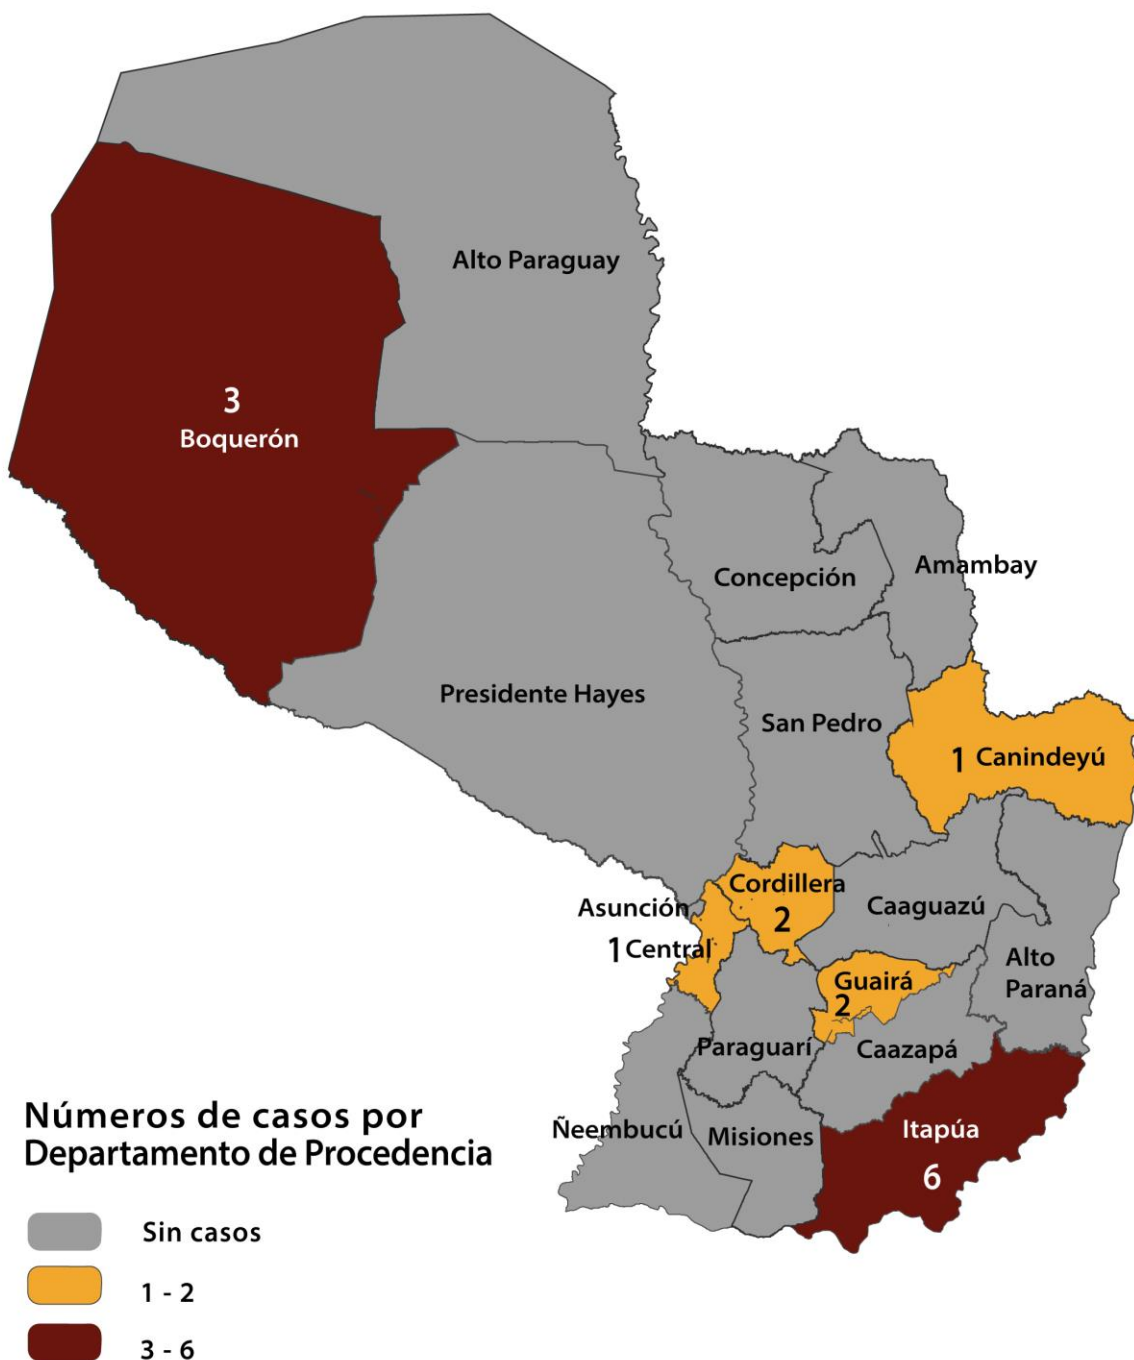 Alto Paraguay
3
Boquerón
Concepción
Amambay
Presidente Hayes
San Pedro
1 Canindeyú
Cordillera
2
Asunción
1 Central
Caaguazú
Guairá
2
Alto
Paraná
Paraguarí
Caazapá
Ñeembucú
Misiones
Itapúa
6
Números de casos por
Departamento de Procedencia
Sin casos
1 - 2
3 - 6